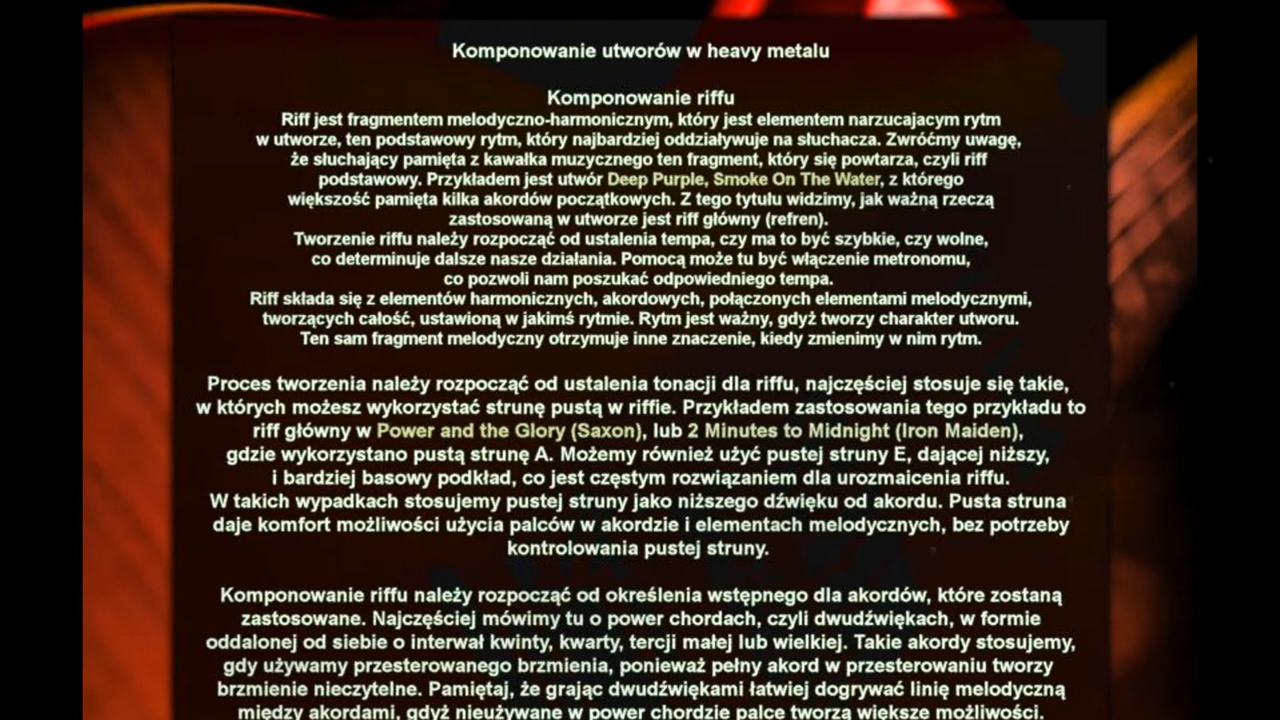 Komponowanie utworów w heavy metalu
Komponowanie riffu
Riff jest fragmentem melodyczno-harmonicznym, który jest elementem narzucajacym rytm
w utworze, ten podstawowy rytm, który najbardziej oddziaływuje na słuchacza. Zwróćmy uwagę,
że słuchający pamięta z kawałka muzycznego ten fragment, który się powtarza, czyli riff
podstawowy. Przykładem jest utwór Deep Purple, Smoke On The Water, z którego
większość pamięta kilka akordów początkowych. Z tego tytułu widzimy, jak ważną rzeczą
zastosowaną w utworze jest riff główny (refren).
Tworzenie riffu należy rozpocząć od ustalenia tempa, czy ma to być szybkie, czy wolne,
co determinuje dalsze nasze działania. Pomocą może tu być włączenie metronomu,
co pozwoli nam poszukać odpowiedniego tempa.
Riff składa się z elementów harmonicznych, akordowych, połączonych elementami melodycznymi,
tworzących całość, ustawioną w jakimś rytmie. Rytm jest ważny, gdyż tworzy charakter utworu.
Ten sam fragment melodyczny otrzymuje inne znaczenie, kiedy zmienimy w nim rytm.
Proces tworzenia należy rozpocząć od ustalenia tonacji dla riffu, najczęściej stosuje się takie,
w których możesz wykorzystać strunę pustą w riffie. Przykładem zastosowania tego przykładu to
riff główny w Power and the Glory (Saxon), lub 2 Minutes to Midnight (Iron Maiden),
gdzie wykorzystano pustą strunę A. Możemy również użyć pustej struny E, dającej niższy,
i bardziej basowy podkład, co jest częstym rozwiązaniem dla urozmaicenia riffu.
W takich wypadkach stosujemy pustej struny jako niższego dźwięku od akordu. Pusta struna
daje komfort możliwości użycia palców w akordzie i elementach melodycznych, bez potrzeby
kontrolowania pustej struny.
Komponowanie riffu należy rozpocząć od określenia wstępnego dla akordów, które zostaną
zastosowane. Najczęściej mówimy tu o power chordach, czyli dwudźwiękach, w formie
oddalonej od siebie o interwał kwinty, kwarty, tercji małej lub wielkiej. Takie akordy stosujemy,
gdy używamy przesterowanego brzmienia, ponieważ pełny akord w przesterowaniu tworzy
brzmienie nieczytelne. Pamiętaj, że grając dwudźwiękami łatwiej dogrywać linię melodyczną
między akordami, gdyż nieużywane w power chordzie palce tworzą większe możliwości.